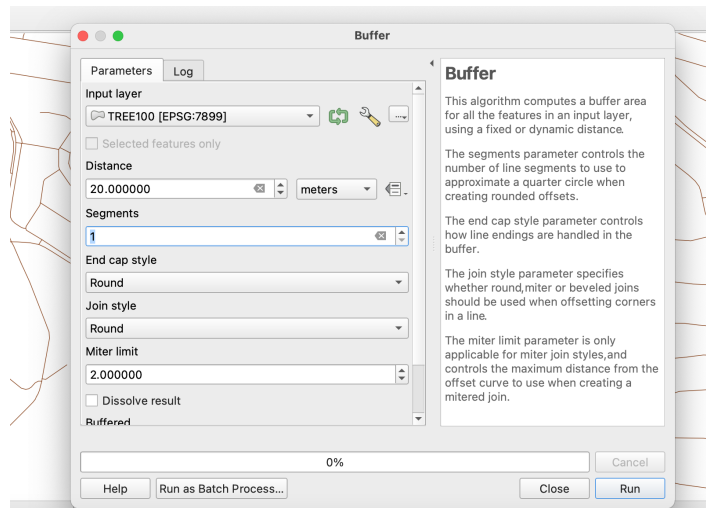 Buffer
Parameters
Log
Input layer
TREE100 [EPSG:7899]
Selected features only
Distance
20.000000
meters
Segments
1
End cap style
Round
Join style
Round
Miter limit
2.000000
Dissolve result
Buffered
Buffer
This algorithm computes a buffer area
for all the features in an input layer,
using a fixed or dynamic distance.
The segments parameter controls the
number of line segments to use to
approximate a quarter circle when
creating rounded offsets.
The end cap style parameter controls
how line endings are handled in the
buffer.
The join style parameter specifies
whether round,miter or beveled joins
should be used when offsetting corners
in a line.
The miter limit parameter is only
applicable for miter join styles,and
controls the maximum distance from the
offset curve to use when creating a
mitered join.
0%
Cancel
Help
Run as Batch Process...
Close
Run